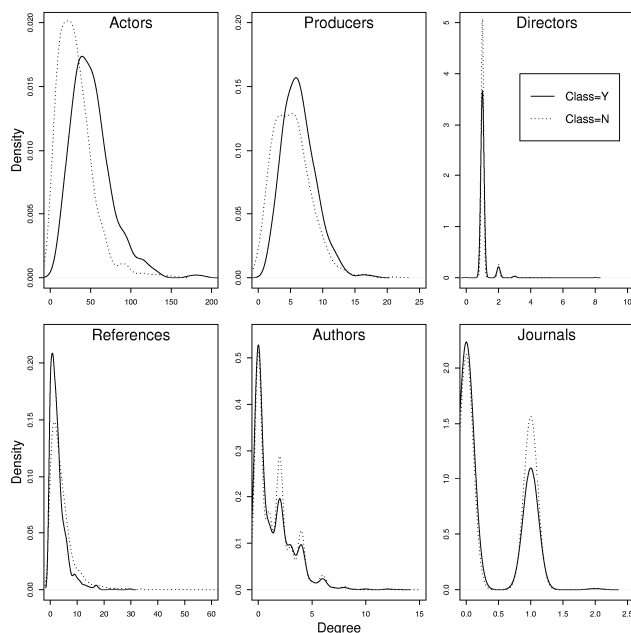 Actors
Producers
Directors
Density
0.000 0.005 0.010 0.015 0.020
0 50 100 150 200
0.00 0.05 0.10 0.15 0.20
0 5 10 15 20 25
0 1 2 3 4 5
0 2 4 6 8 10
Class=Y
Class=N
References
Authors
Journals
Density
0.00 0.05 0.10 0.15 0.20
0 10 20 30 40 50 60
0.0 0.1 0.2 0.3 0.4 0.5
0 5 10 15
0.0 0.5 1.0 1.5 2.0
0.0 0.5 1.0 1.5 2.0 2.5
Degree